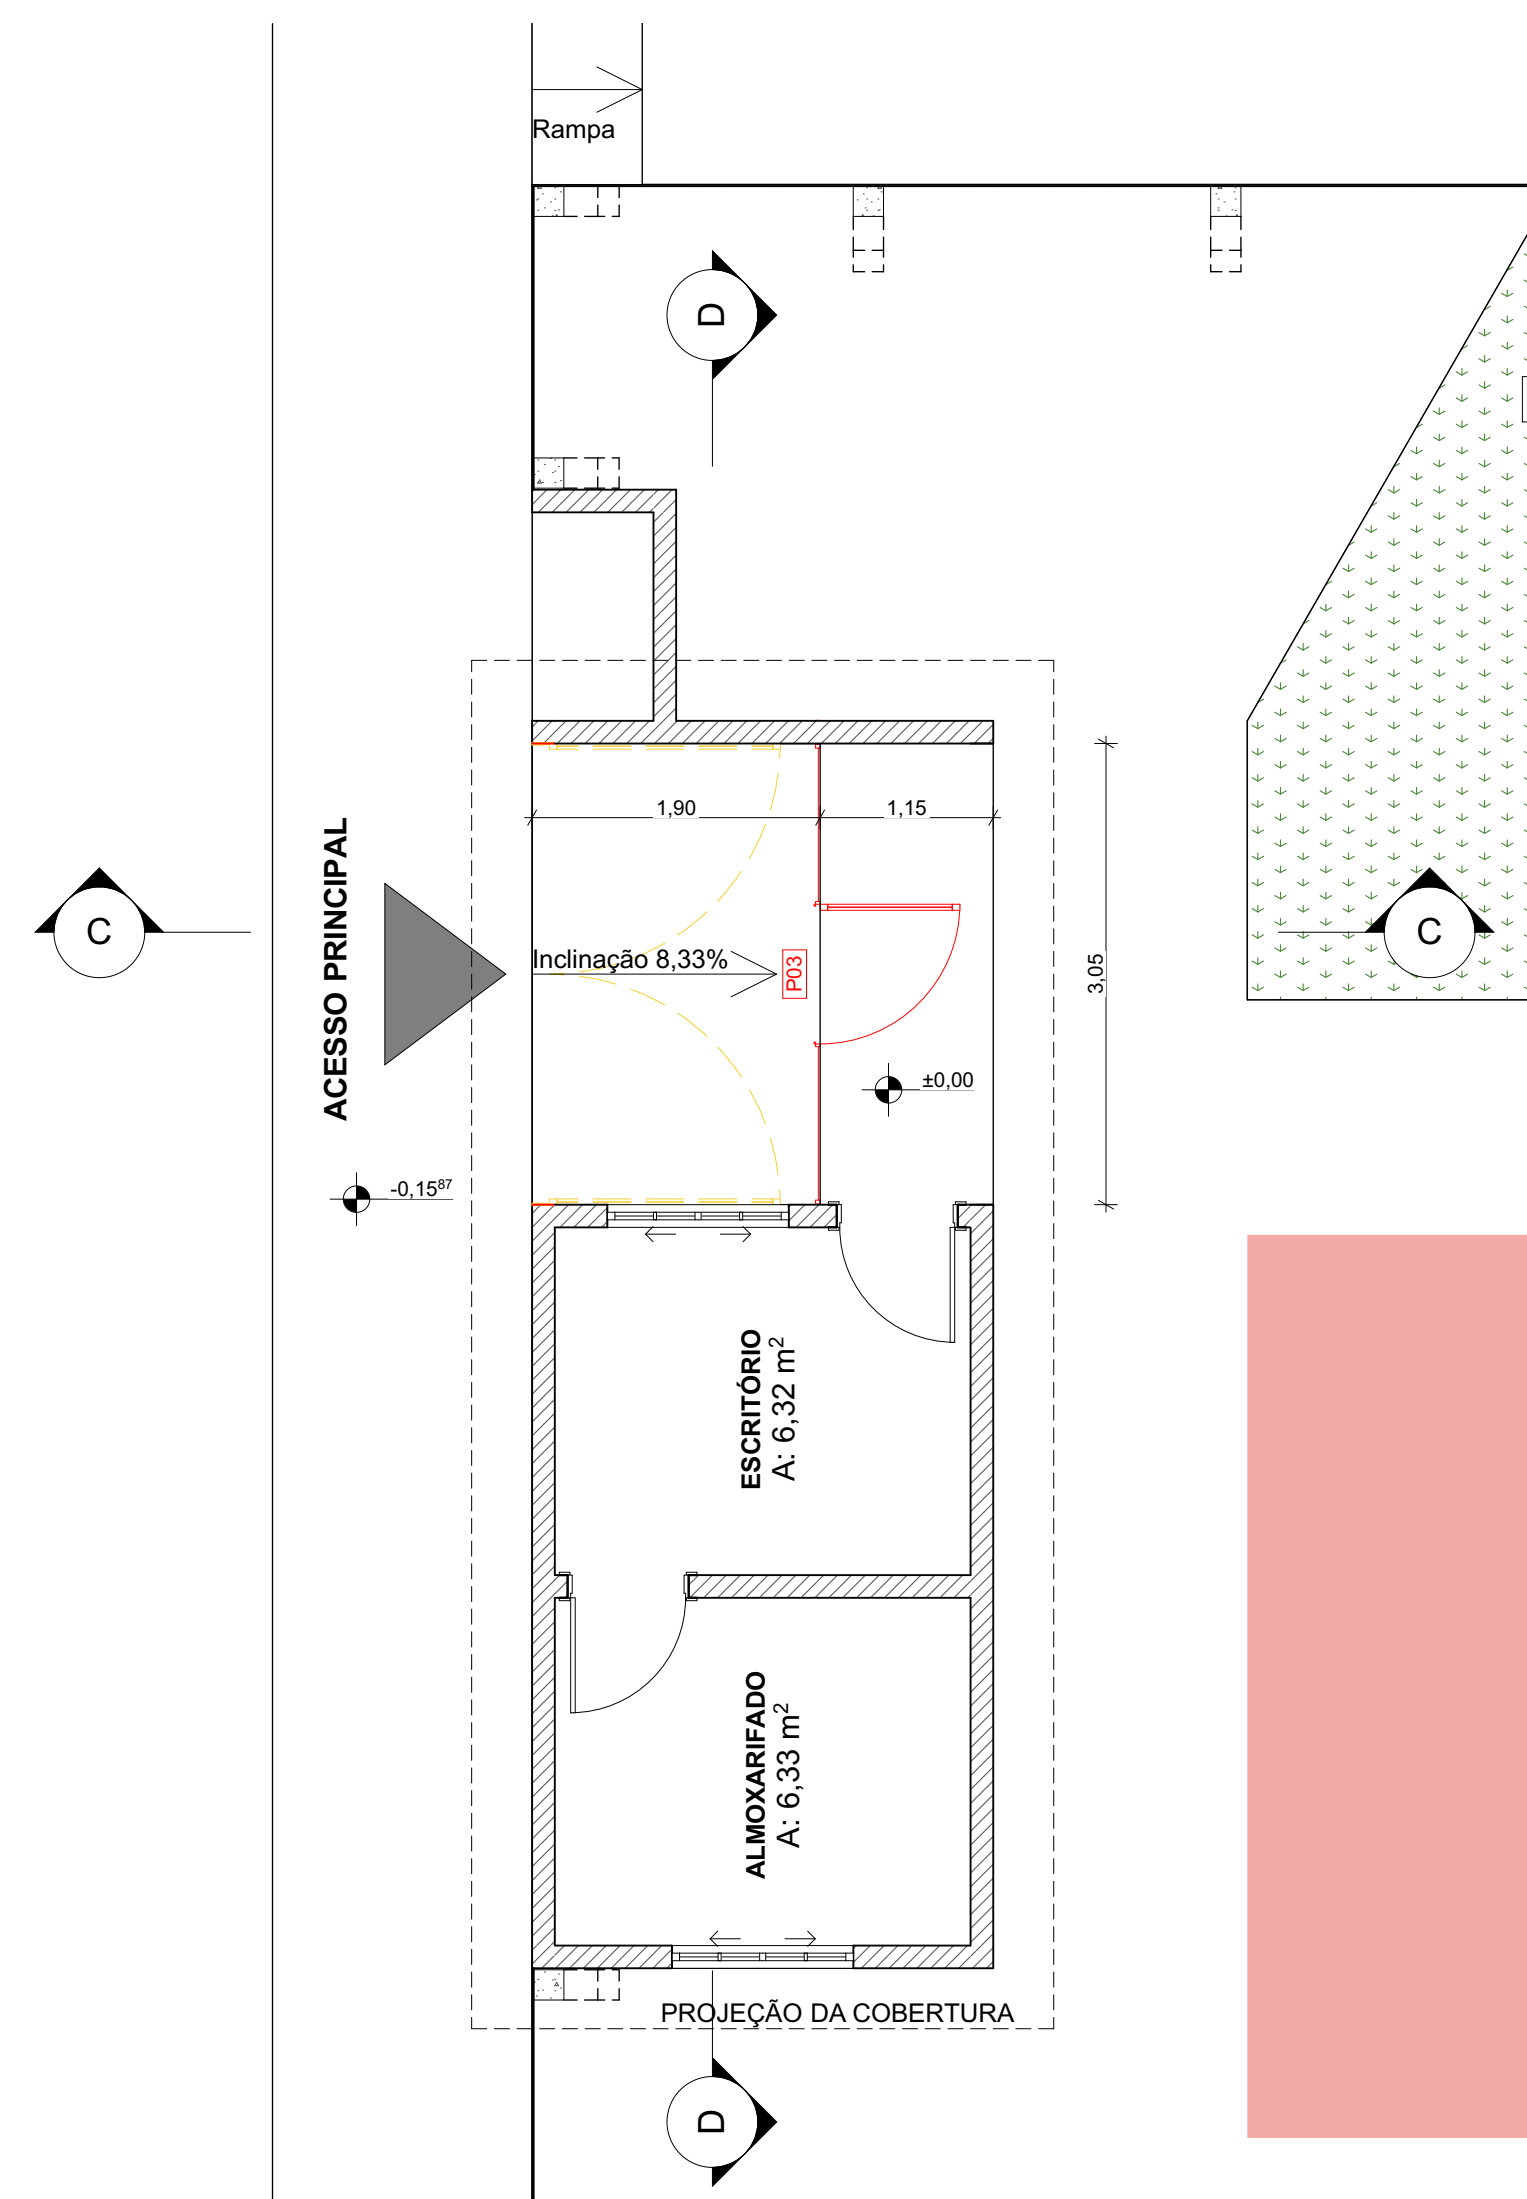 Rampa
D
1,90
1,15
ACESSO PRINCIPAL
C
Inclinação 8,33%
P03
3,05
C
±0,00
-0,15⁸⁷
ESCRITÓRIO
A: 6,32 m²
ALMOXARIFADO
A: 6,33 m²
PROJEÇÃO DA COBERTURA
D